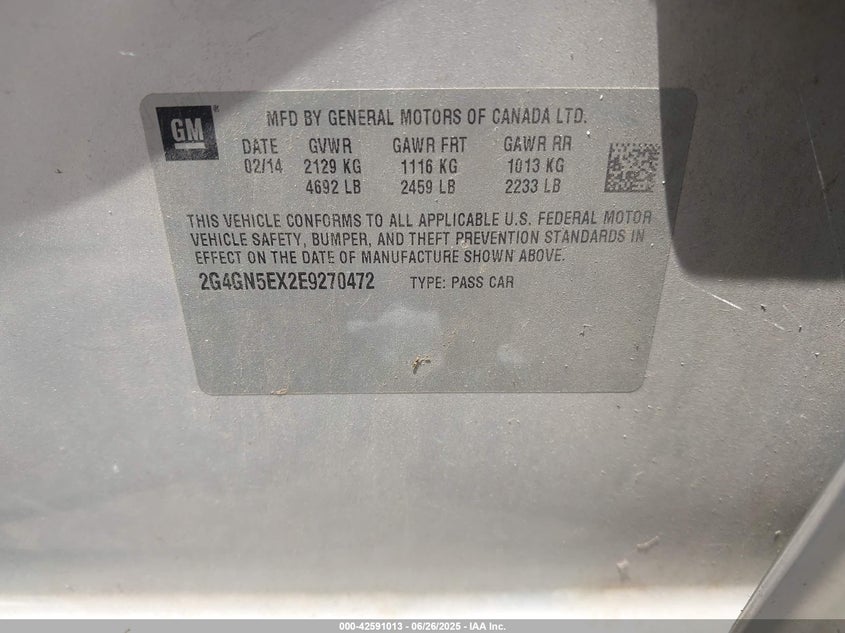 GM
MFD BY GENERAL MOTORS OF CANADA LTD.
DATE GVWR GAWR FRT GAWR RR
02/14 2129 KG 1116 KG 1013 KG
4692 LB 2459 LB 2233 LB
THIS VEHICLE CONFORMS TO ALL APPLICABLE U.S. FEDERAL MOTOR
VEHICLE SAFETY, BUMPER, AND THEFT PREVENTION STANDARDS IN
EFFECT ON THE DATE OF MANUFACTURE SHOWN ABOVE.
2G4GN5EX2E9270472 TYPE: PASS CAR
000-42591013 - 06/26/2025 - IAA Inc.